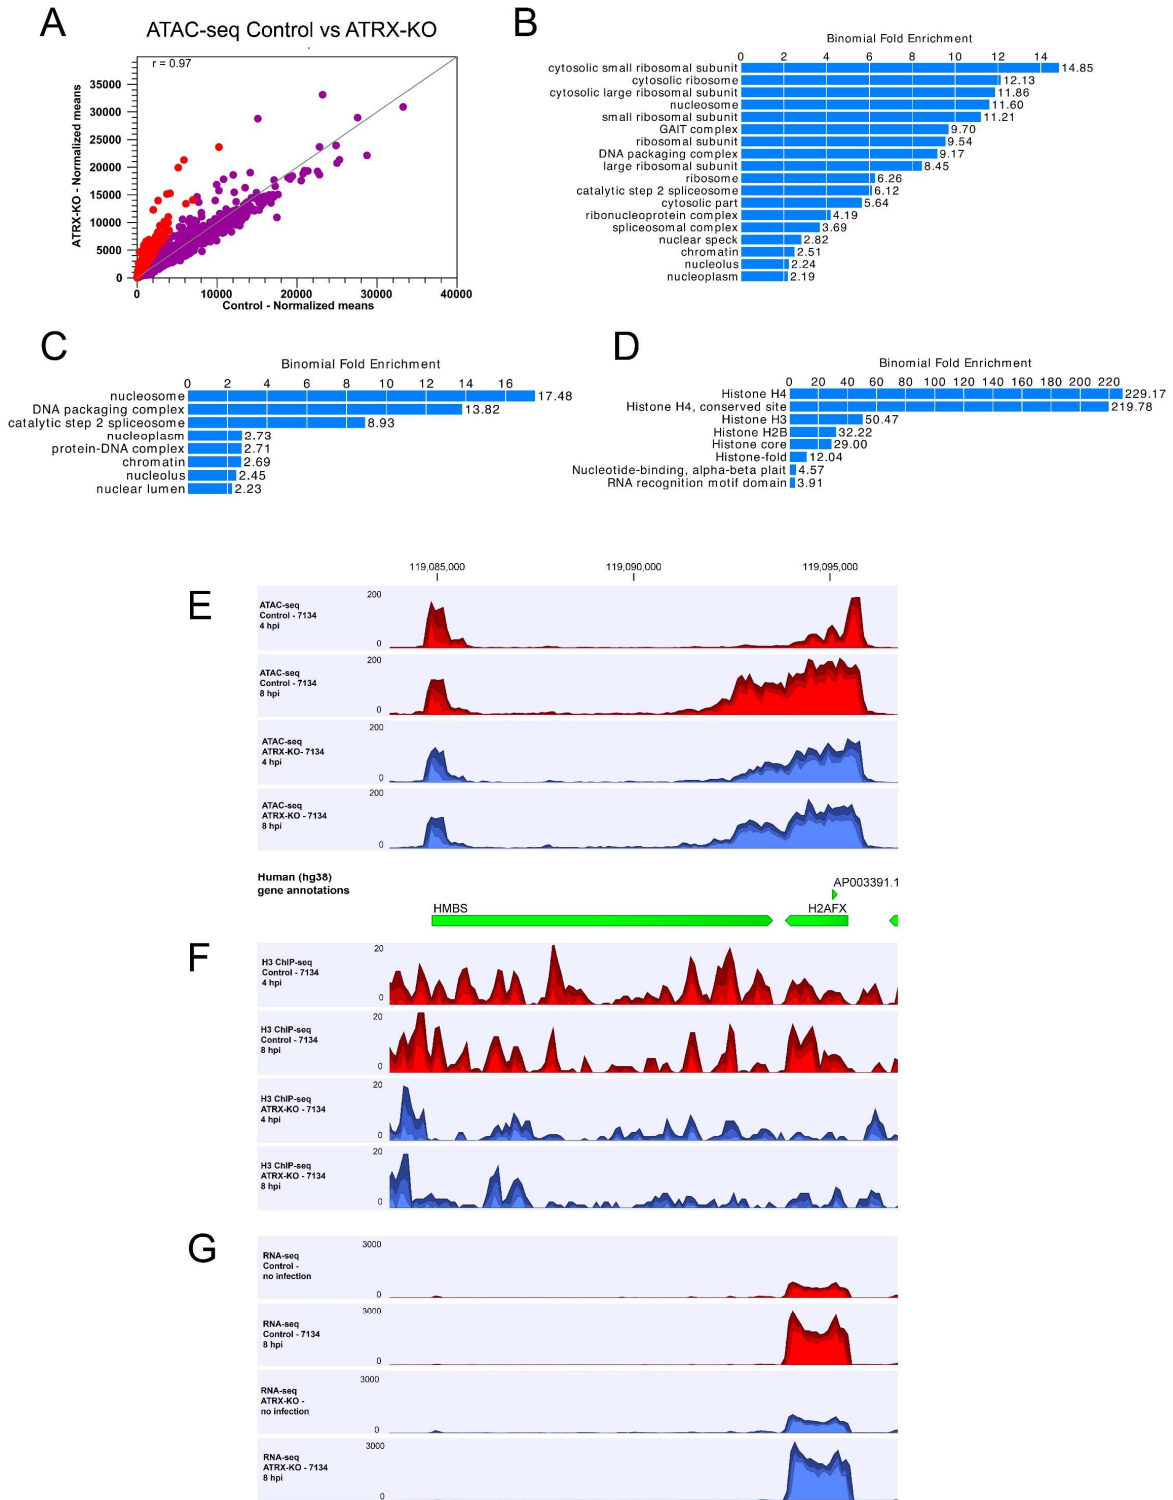 A
ATAC-seq Control vs ATRX-KO
r = 0.97
ATRX-KO - Normalized means
35000
30000
25000
20000
15000
10000
5000
0
0 10000 20000 30000 40000
Control - Normalized means
B
Binomial Fold Enrichment
0 2 4 6 8 10 12 14
cytosolic small ribosomal subunit 14.85
cytosolic ribosome 12.13
cytosolic large ribosomal subunit 11.86
nucleosome 11.60
small ribosomal subunit 11.21
GAIT complex 9.70
ribosomal subunit 9.54
DNA packaging complex 9.17
large ribosomal subunit 8.45
ribosome 6.26
catalytic step 2 spliceosome 6.12
cytosolic part 5.64
ribonucleoprotein complex 4.19
spliceosomal complex 3.69
nuclear speck 2.82
chromatin 2.51
nucleolus 2.24
nucleoplasm 2.19
C
Binomial Fold Enrichment
0 2 4 6 8 10 12 14 16
nucleosome 17.48
DNA packaging complex 13.82
catalytic step 2 spliceosome 8.93
nucleoplasm 2.73
protein-DNA complex 2.71
chromatin 2.69
nucleolus 2.45
nuclear lumen 2.23
D
Binomial Fold Enrichment
0 20 40 60 80 100 120 140 160 180 200 220
Histone H4 229.17
Histone H4, conserved site 219.78
Histone H3 50.47
Histone H2B 32.22
Histone core 29.00
Histone-fold 12.04
Nucleotide-binding, alpha-beta plait 4.57
RNA recognition motif domain 3.91
119,085,000 119,090,000 119,095,000
E
ATAC-seq
Control - 7134
4 hpi
200
0
ATAC-seq
Control - 7134
8 hpi
200
0
ATAC-seq
ATRX-KO- 7134
4 hpi
200
0
ATAC-seq
ATRX-KO - 7134
8 hpi
200
0
Human (hg38)
gene annotations
AP003391.1
HMBS
H2AFX
F
H3 ChIP-seq
Control - 7134
4 hpi
20
0
H3 ChIP-seq
Control - 7134
8 hpi
20
0
H3 ChIP-seq
ATRX-KO - 7134
4 hpi
20
0
H3 ChIP-seq
ATRX-KO - 7134
8 hpi
20
0
G
RNA-seq
Control -
no infection
3000
0
RNA-seq
Control - 7134
8 hpi
3000
0
RNA-seq
ATRX-KO -
no infection
3000
0
RNA-seq
ATRX-KO - 7134
8 hpi
3000
0